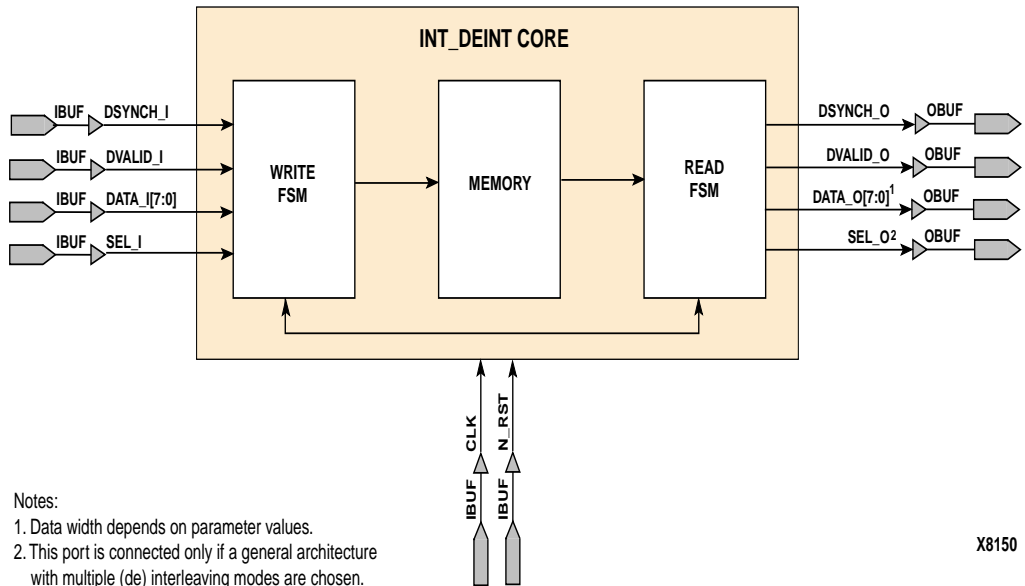 INT_DEINT CORE
IBUF DSYNCH_I
IBUF DVALID_I
IBUF DATA_I[7:0]
IBUF SEL_I
WRITE
FSM
MEMORY
READ
FSM
DSYNCH_O OBUF
DVALID_O OBUF
DATA_O[7:0]1 OBUF
SEL_O2 OBUF
IBUF CLK
IBUF N_RST
Notes:
1. Data width depends on parameter values.
2. This port is connected only if a general architecture
with multiple (de) interleaving modes are chosen.
X8150